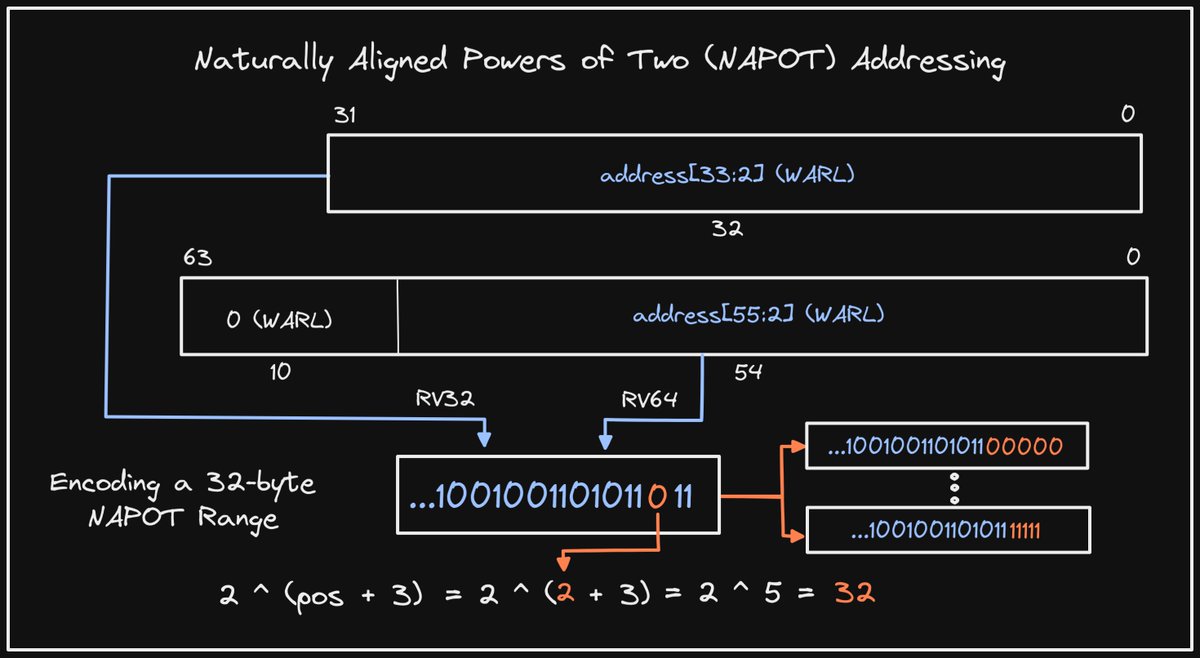 Naturally Aligned Powers of Two (NAPOT) Addressing
31 0
address[33:2] (WARL)
32
63 0
0 (WARL) address[55:2] (WARL)
10 54
RV32 RV64
Encoding a 32-byte
NAPOT Range
...1001001101011 0 11
...100100110101100000
...100100110101111111
2 ^ (pos + 3) = 2 ^ (2 + 3) = 2 ^ 5 = 32